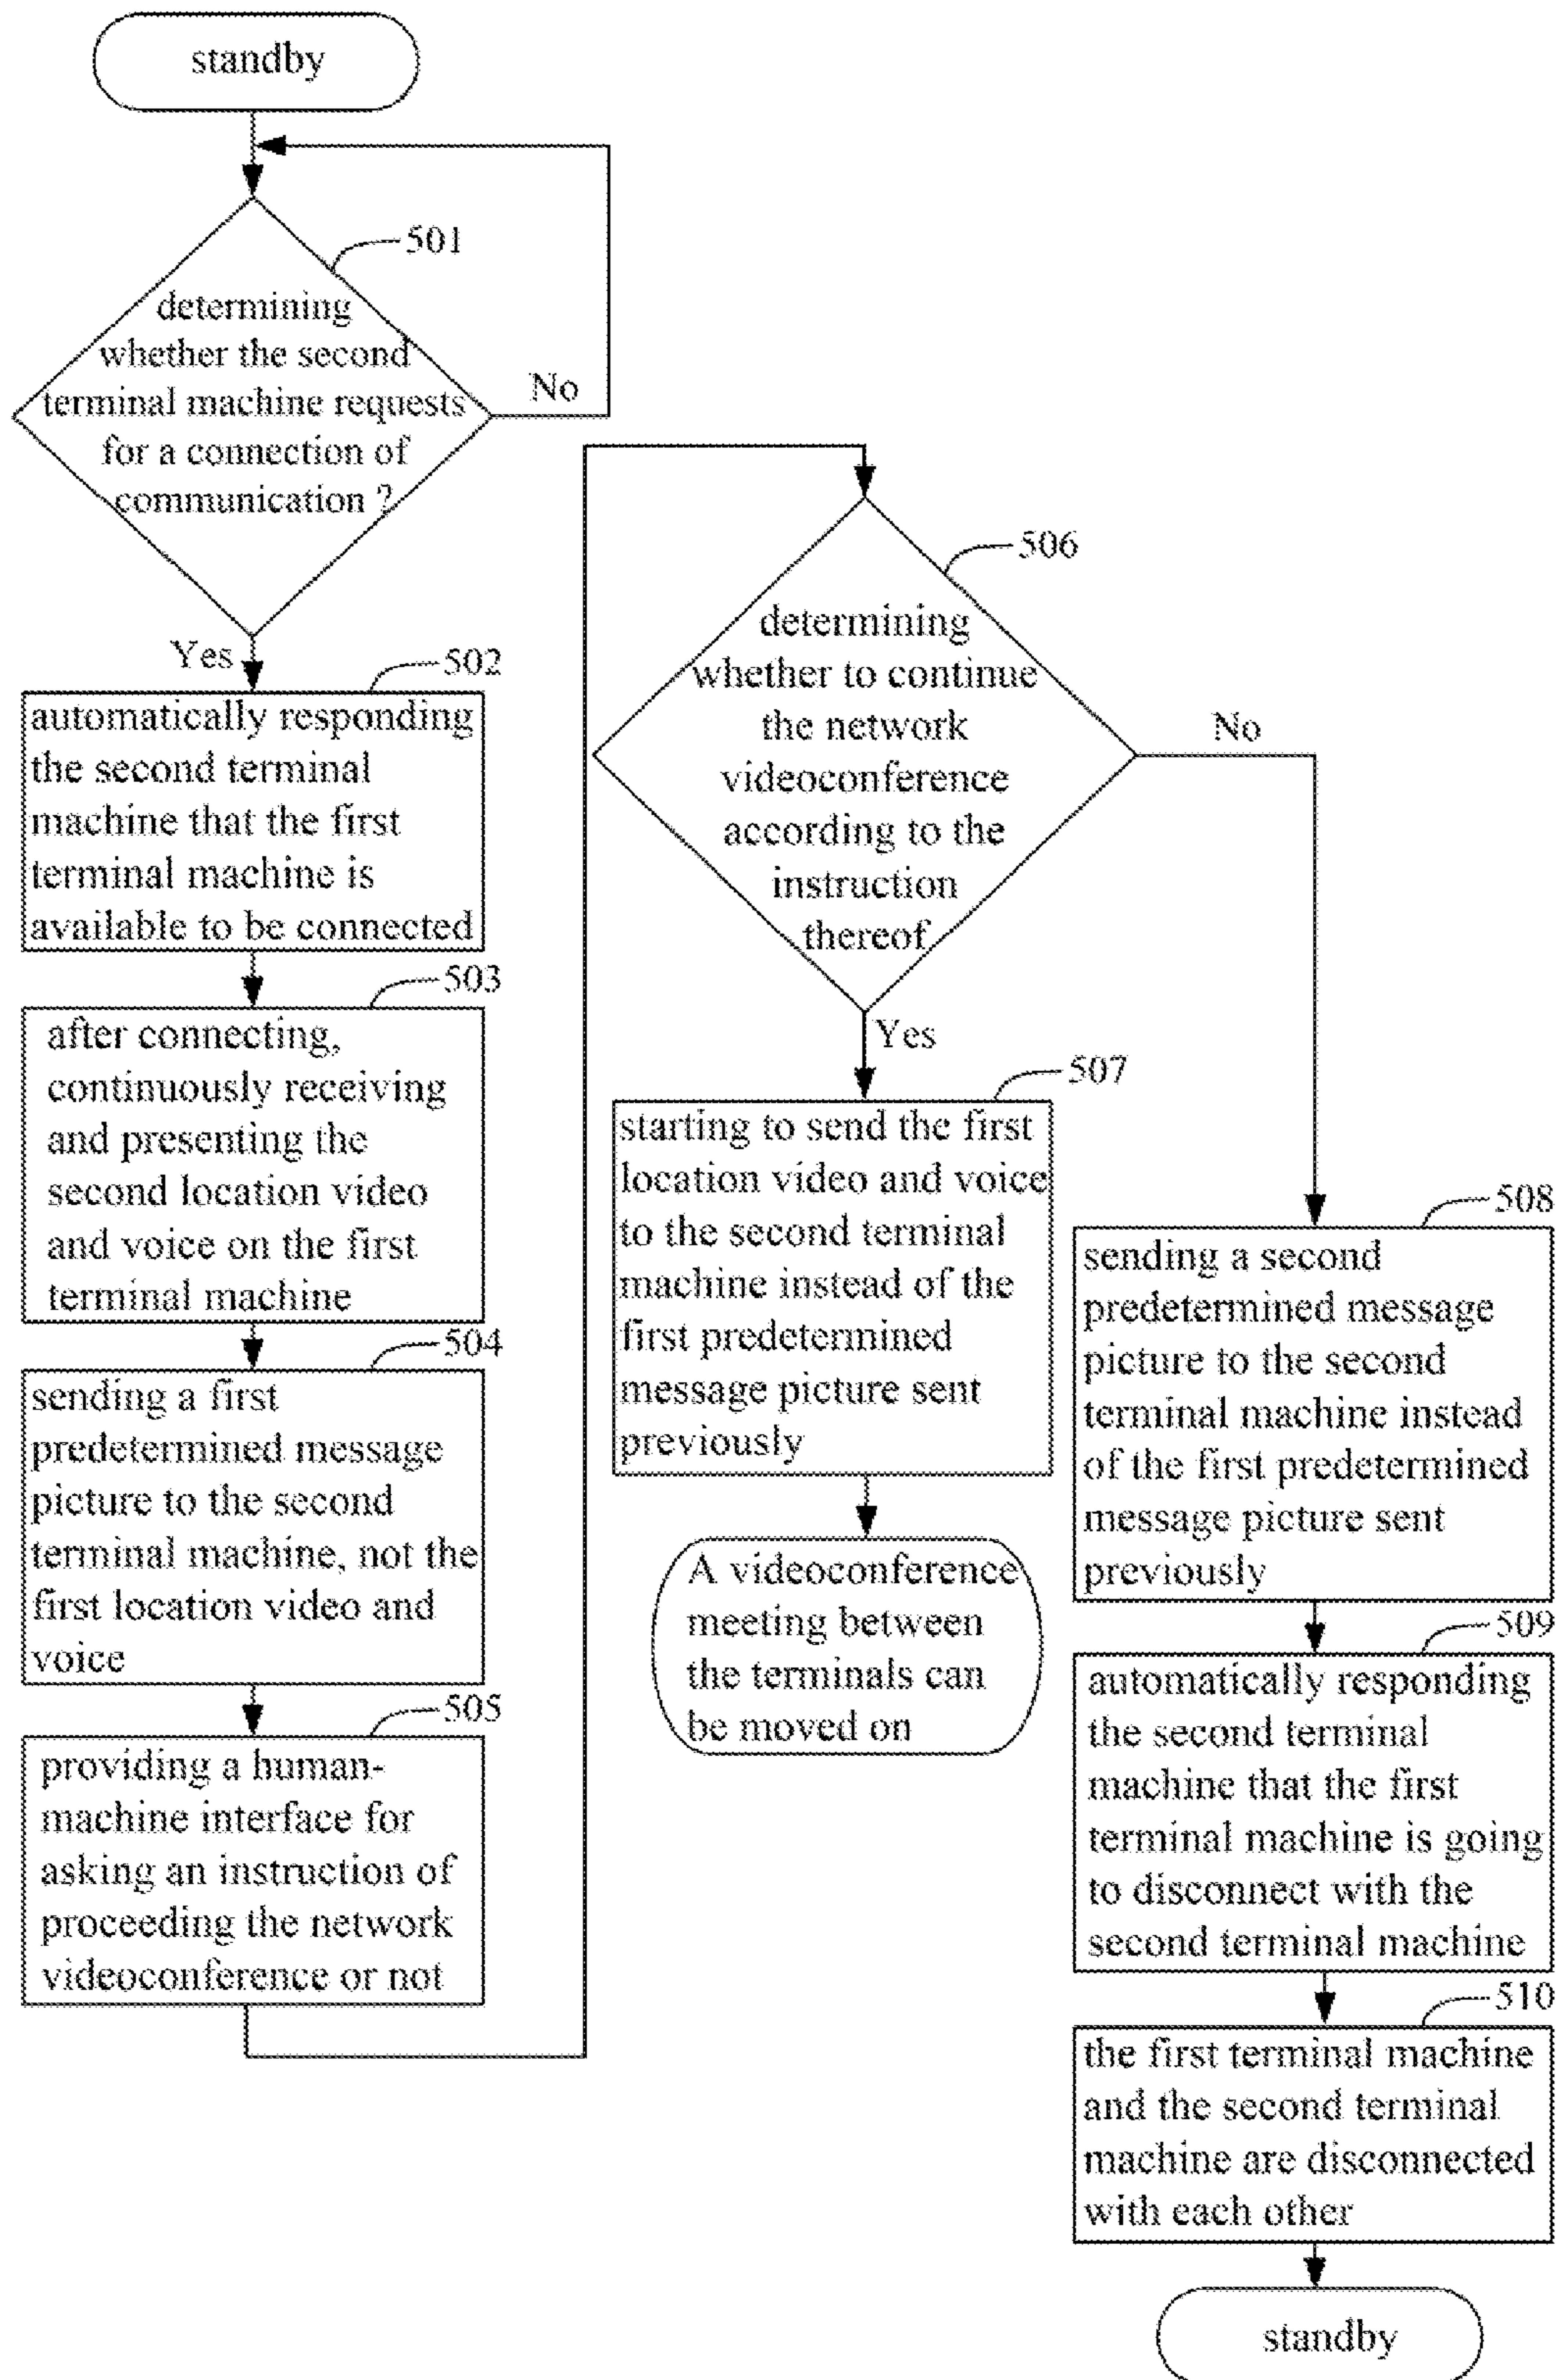 standby
501
determining
whether the second
terminal machine requests
for a connection of
communication ?
No
Yes
502
automatically responding
the second terminal
machine that the first
terminal machine is
available to be connected
503
after connecting,
continuously receiving
and presenting the
second location video
and voice on the first
terminal machine
504
sending a first
predetermined message
picture to the second
terminal machine, not the
first location video and
voice
505
providing a human-
machine interface for
asking an instruction of
proceeding the network
videoconference or not
506
determining
whether to continue
the network
videoconference
according to the
instruction
thereof
No
Yes
507
starting to send the first
location video and voice
to the second terminal
machine instead of the
first predetermined
message picture sent
previously
A videoconference
meeting between
the terminals can
be moved on
508
sending a second
predetermined message
picture to the second
terminal machine instead
of the first predetermined
message picture sent
previously
509
automatically responding
the second terminal
machine that the first
terminal machine is going
to disconnect with the
second terminal machine
510
the first terminal machine
and the second terminal
machine are disconnected
with each other
standby